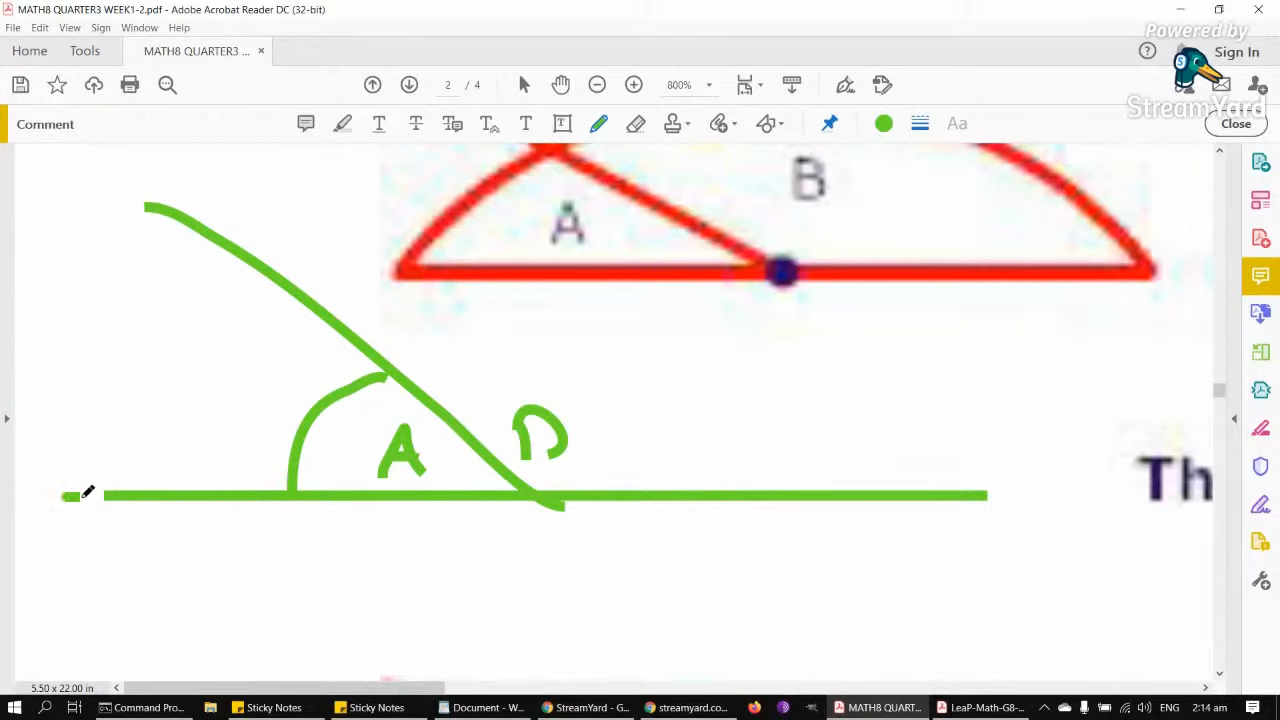 MATH8 QUARTER3 WEEK1-2.pdf - Adobe Acrobat Reader DC (32-bit)
File Edit View Sign Window Help
Powered by
StreamYard
Home Tools MATH8 QUARTER3 ... × Sign In
2 / 4 800%
Comment Aa Close
B
A
A
Th
5.50 x 22.00 in
Command Pro... Sticky Notes Sticky Notes Document - W... StreamYard - G... streamyard.co... MATH8 QUART... LeaP-Math-G8-... ENG 2:14 am